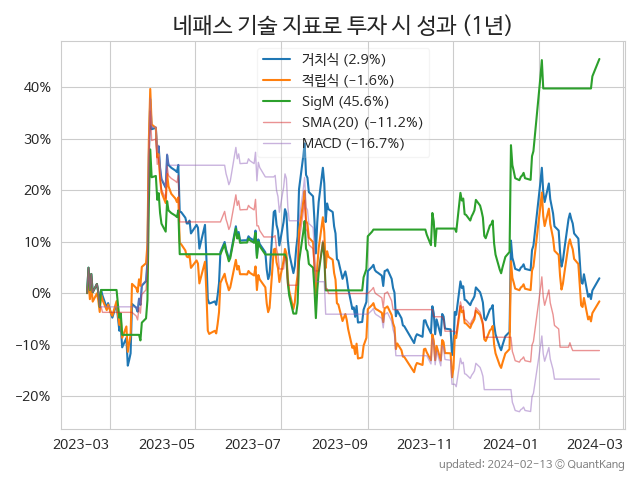 네패스 기술 지표로 투자 시 성과 (1년)
거치식 (2.9%)
적립식 (−1.6%)
SigM (45.6%)
SMA(20) (−11.2%)
MACD (−16.7%)
40%
30%
20%
10%
0%
−10%
−20%
2023-03 2023-05 2023-07 2023-09 2023-11 2024-01 2024-03
updated: 2024-02-13 © QuantKang